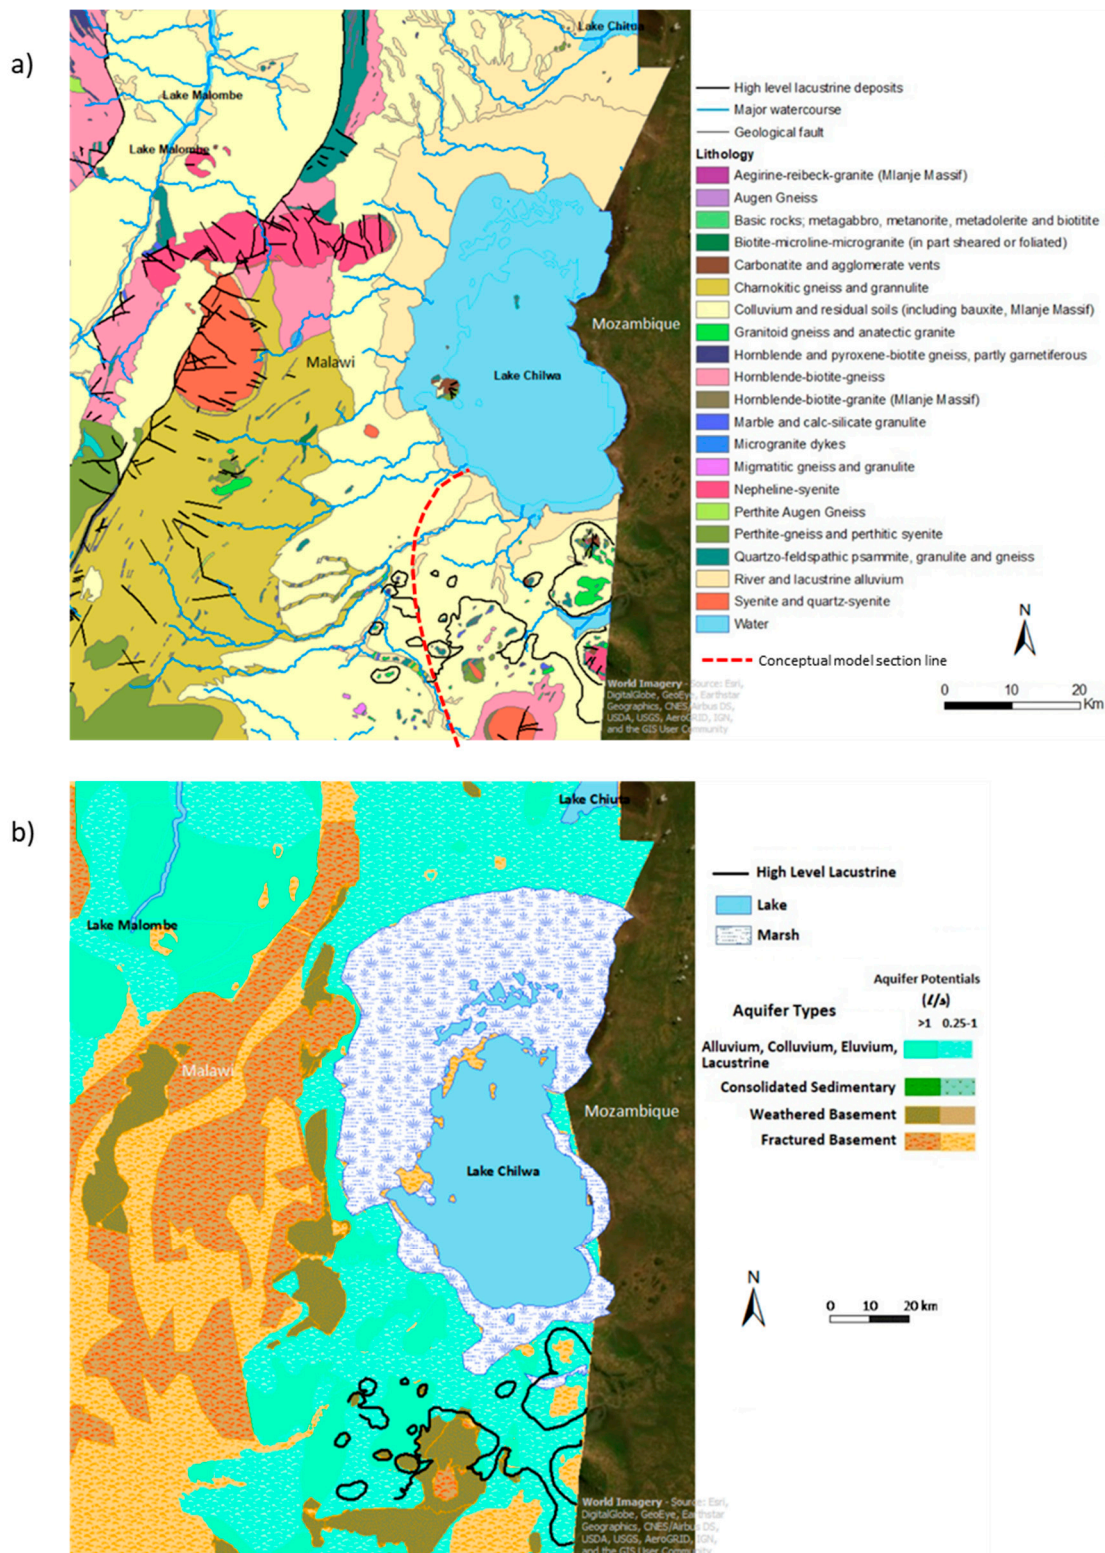 a)
Lake Chitua
Lake Malombe
Lake Malombe
Mozambique
Malawi
Lake Chilwa
High level lacustrine deposits
Major watercourse
Geological fault
Lithology
Aegirine-reibeck-granite (Mlanje Massif)
Augen Gneiss
Basic rocks; metagabbro, metanorite, metadolerite and biotitite
Biotite-microline-microgranite (in part sheared or foliated)
Carbonatite and agglomerate vents
Charnokitic gneiss and grannulite
Colluvium and residual soils (including bauxite, Mlanje Massif)
Granitoid gneiss and anatectic granite
Hornblende and pyroxene-biotite gneiss, partly garnetiferous
Hornblende-biotite-gneiss
Hornblende-biotite-granite (Mlanje Massif)
Marble and calc-silicate granulite
Microgranite dykes
Migmatitic gneiss and granulite
Nepheline-syenite
Perthite Augen Gneiss
Perthite-gneiss and perthitic syenite
Quartzo-feldspathic psammite, granulite and gneiss
River and lacustrine alluvium
Syenite and quartz-syenite
Water
Conceptual model section line
N
0 10 20
Km
World Imagery - Source: Esri,
DigitalGlobe, GeoEye, Earthstar
Geographics, CNES/Airbus DS,
USDA, USGS, AeroGRID, IGN,
and the GIS User Community
b)
Lake Chiuta
Lake Malombe
Malawi
Mozambique
Lake Chilwa
High Level Lacustrine
Lake
Marsh
Aquifer Potentials
(ℓ/s)
Aquifer Types
>1 0.25-1
Alluvium, Colluvium, Eluvium,
Lacustrine
Consolidated Sedimentary
Weathered Basement
Fractured Basement
N
0 10 20 km
World Imagery - Source: Esri,
DigitalGlobe, GeoEye, Earthstar
Geographics, CNES/Airbus DS,
USDA, USGS, AeroGRID, IGN,
and the GIS User Community